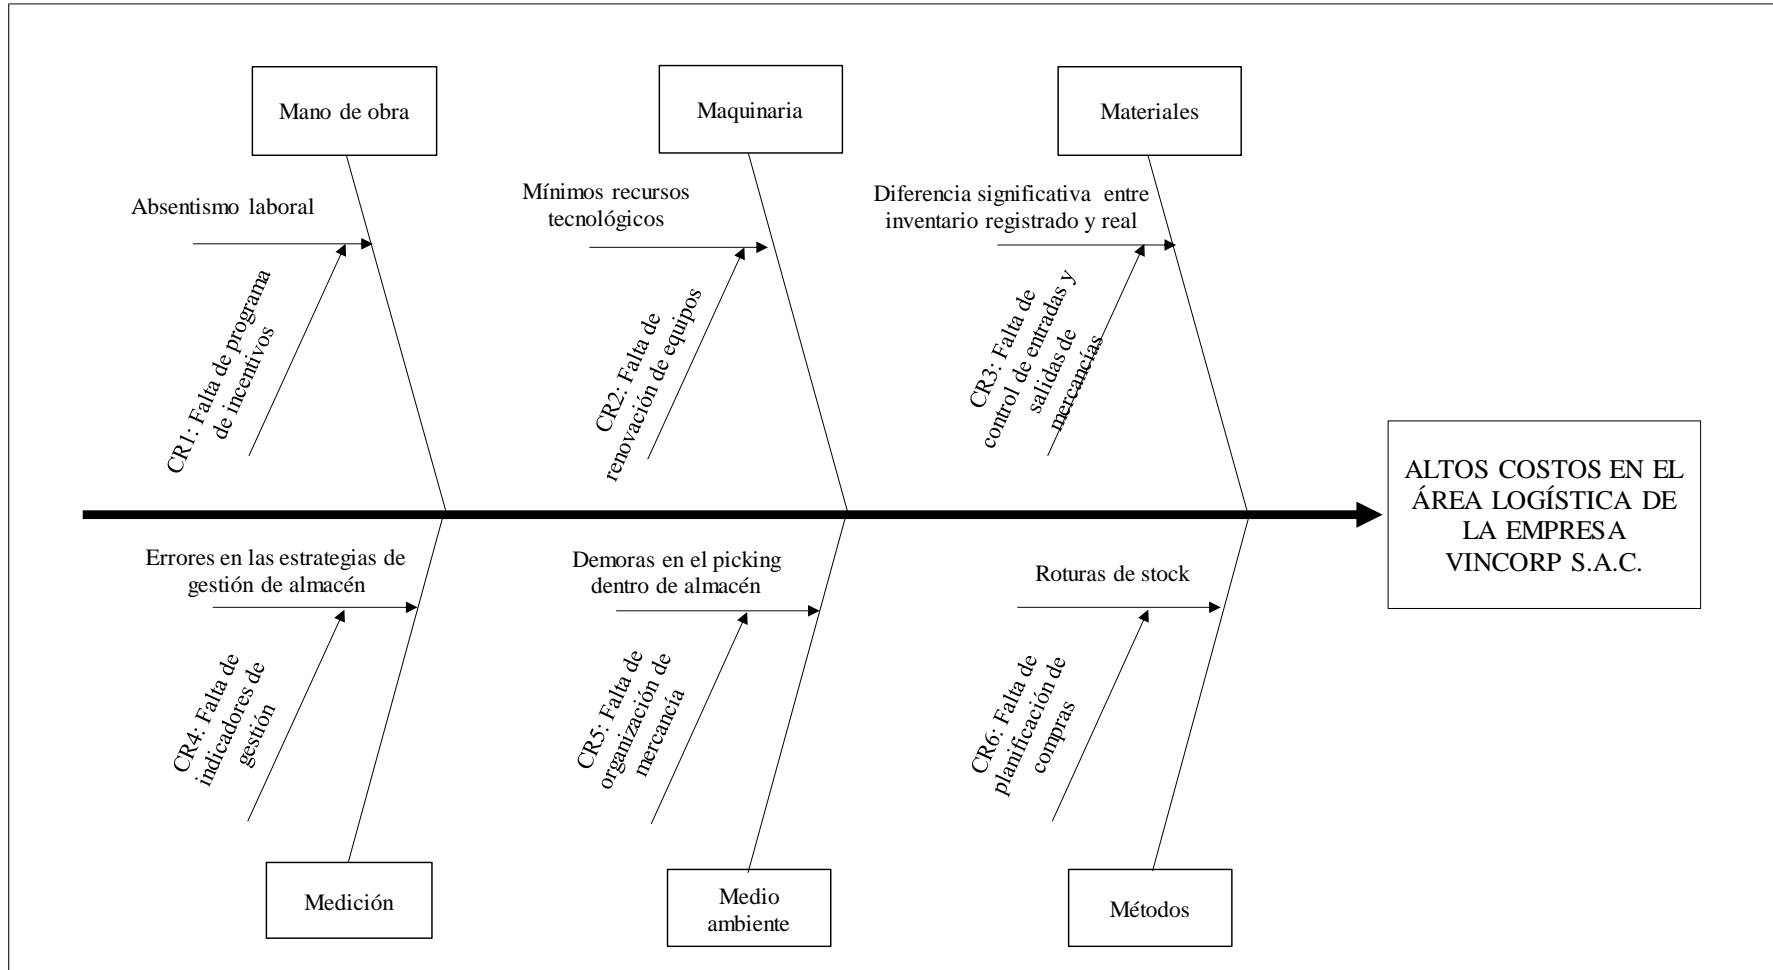 Mano de obra
Maquinaria
Materiales
Absentismo laboral
Mínimos recursos
tecnológicos
Diferencia significativa entre
inventario registrado y real
CR1: Falta de programa
de incentivos
CR2: Falta de
renovación de equipos
CR3: Falta de
control de entradas y
salidas de
mercancías
ALTOS COSTOS EN EL
ÁREA LOGÍSTICA DE
LA EMPRESA
VINCORP S.A.C.
Errores en las estrategias de
gestión de almacén
Demoras en el picking
dentro de almacén
Roturas de stock
CR4: Falta de
indicadores de
gestión
CR5: Falta de
organización de
mercancía
CR6: Falta de
planificación de
compras
Medición
Medio
ambiente
Métodos